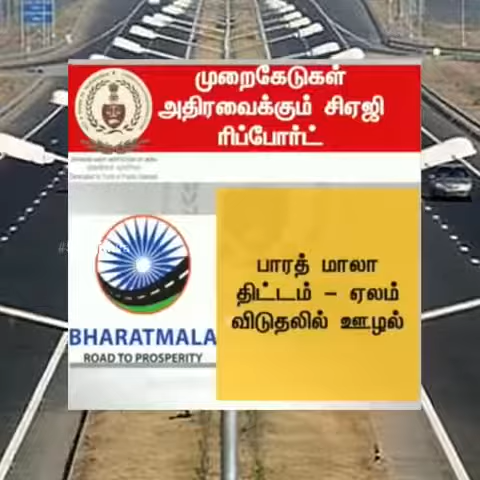 முறைகேடுகள்
அதிரவைக்கும் சிஏஜி
ரிப்போர்ட்
பாரத் மாலா
திட்டம் – ஏலம்
விடுதலில் ஊழல்
BHARATMALA
ROAD TO PROSPERITY